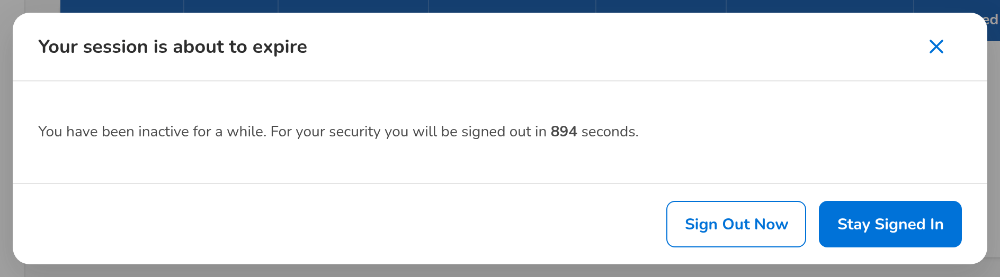 Your session is about to expire
You have been inactive for a while. For your security you will be signed out in 894 seconds.
Sign Out Now
Stay Signed In